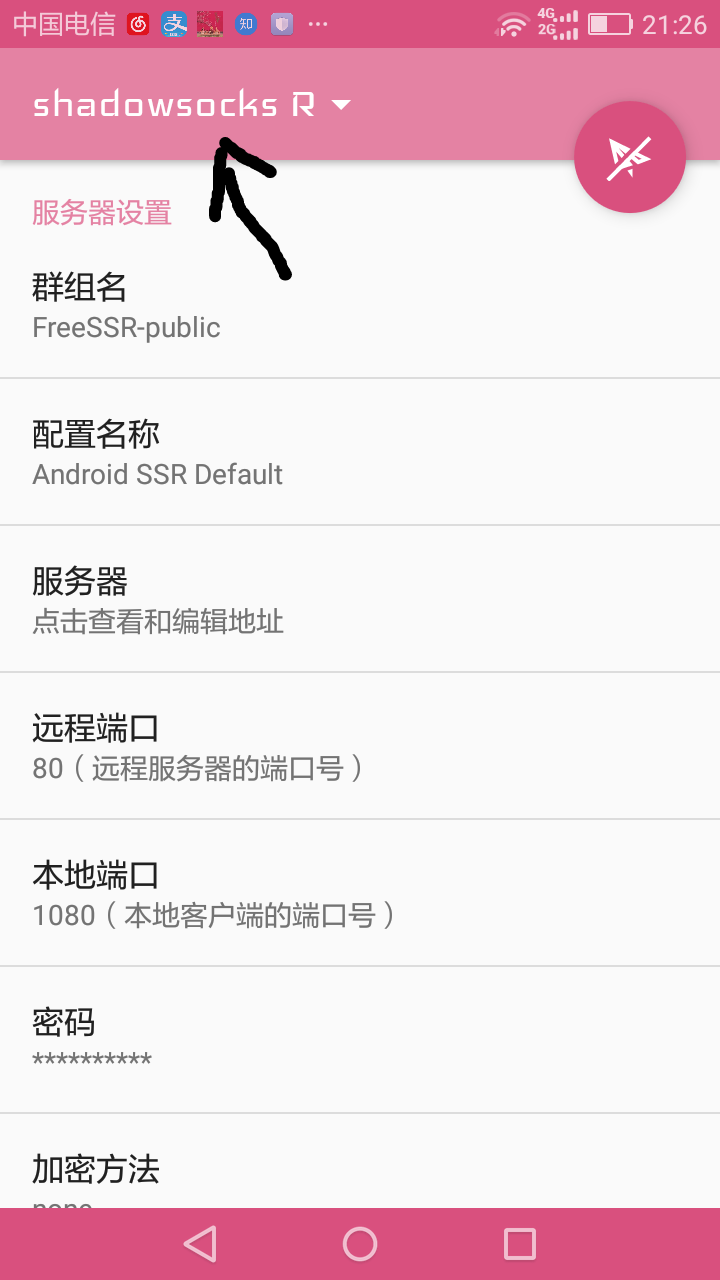 中国电信 知 ··· 4G 2G 21:26
shadowsocks R
服务器设置
群组名
FreeSSR-public
配置名称
Android SSR Default
服务器
点击查看和编辑地址
远程端口
80（远程服务器的端口号）
本地端口
1080（本地客户端的端口号）
密码
**********
加密方法
none